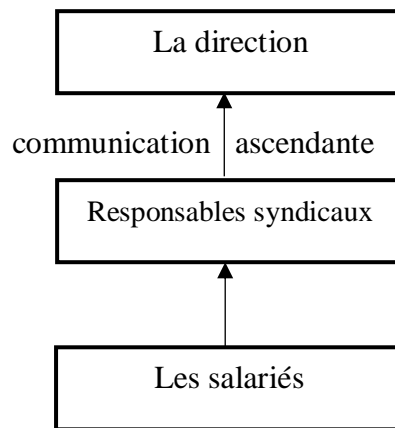 La direction
communication ascendante
Responsables syndicaux
Les salariés